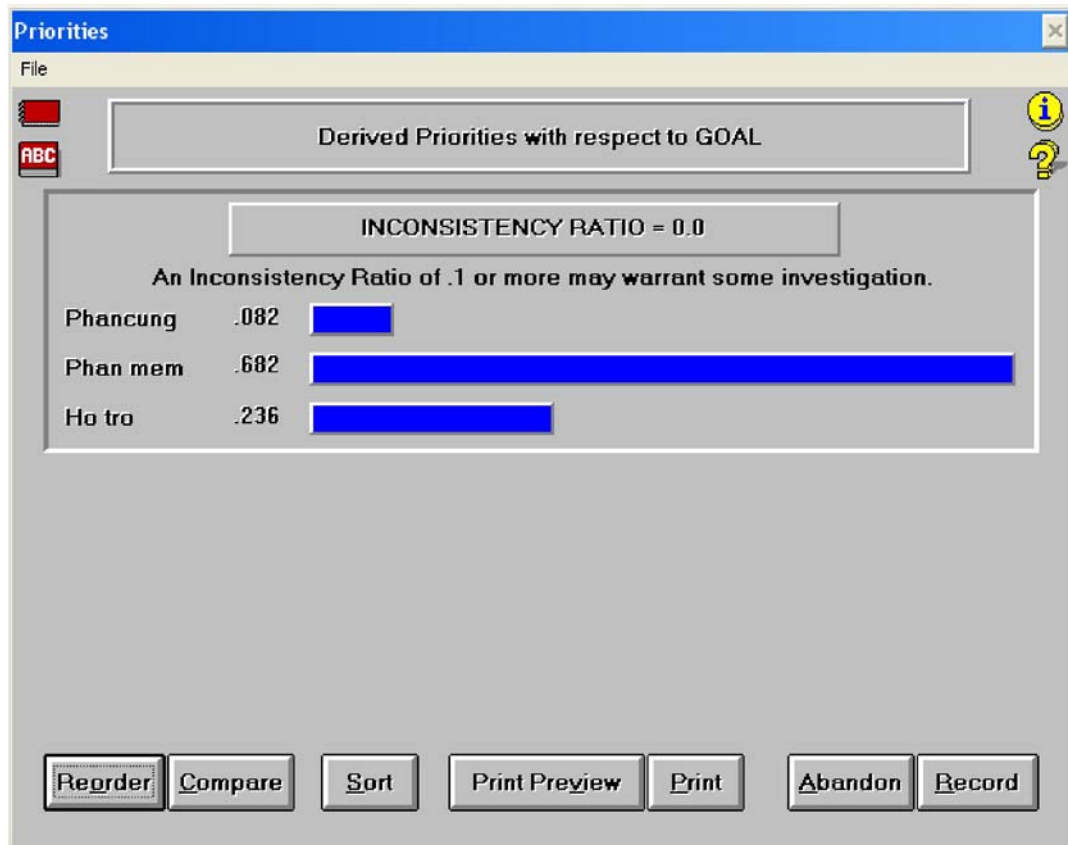 Priorities
File
ABC
Derived Priorities with respect to GOAL
INCONSISTENCY RATIO = 0.0
An Inconsistency Ratio of .1 or more may warrant some investigation.
Phancung .082
Phan mem .682
Ho tro .236
Reorder Compare Sort Print Preview Print Abandon Record